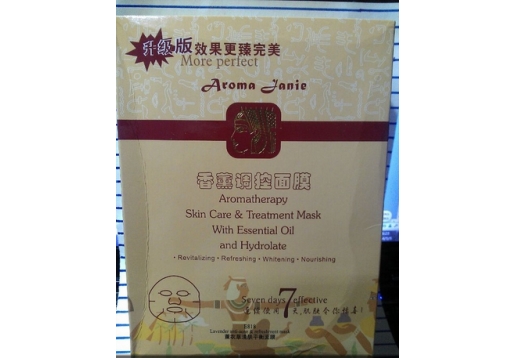 升级版效果更臻完美
More perfect
Aroma Janie
香薰调控面膜
Aromatherapy
Skin Care & Treatment Mask
With Essential Oil
and Hydrolate
• Revitalizing • Refreshing • Whitening • Nourishing
Seven days 7 effective